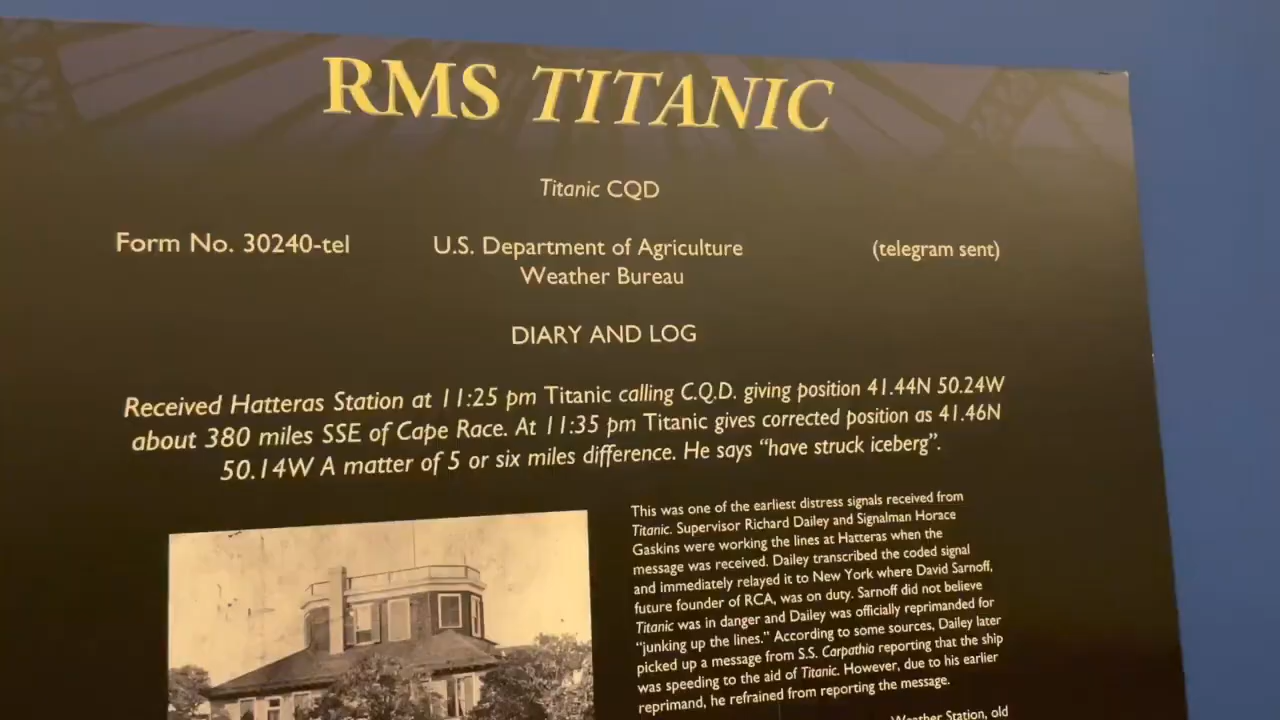 RMS TITANIC
Titanic CQD
Form No. 30240-tel
U.S. Department of Agriculture
Weather Bureau
(telegram sent)
DIARY AND LOG
Received Hatteras Station at 11:25 pm Titanic calling C.Q.D. giving position 41.44N 50.24W
about 380 miles SSE of Cape Race. At 11:35 pm Titanic gives corrected position as 41.46N
50.14W A matter of 5 or six miles difference. He says “have struck iceberg”.
This was one of the earliest distress signals received from
Titanic. Supervisor Richard Dailey and Signalman Horace
Gaskins were working the lines at Hatteras when the
message was received. Dailey transcribed the coded signal
and immediately relayed it to New York where David Sarnoff,
future founder of RCA, was on duty. Sarnoff did not believe
Titanic was in danger and Dailey was officially reprimanded for
“junking up the lines.” According to some sources, Dailey later
picked up a message from S.S. Carpathia reporting that the ship
was speeding to the aid of Titanic. However, due to his earlier
reprimand, he refrained from reporting the message.
Weather Station, old